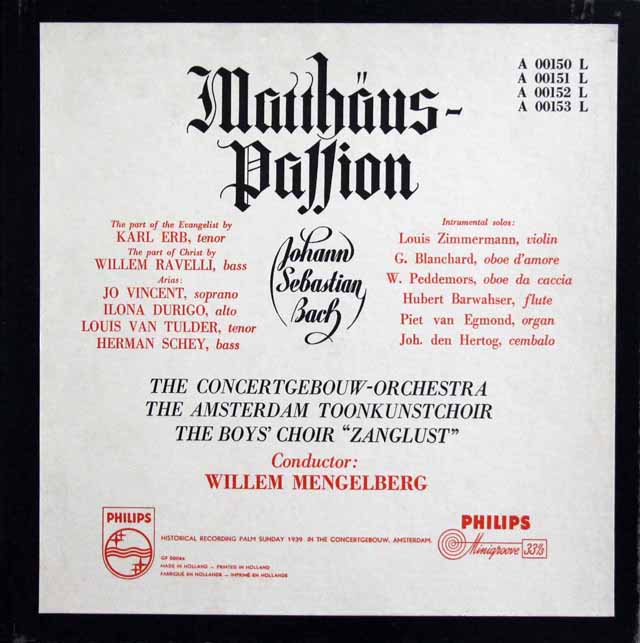 A 00150 L
A 00151 L
A 00152 L
A 00153 L
Matthäus-
Passion
The part of the Evangelist by
KARL ERB, tenor
The part of Christ by
WILLEM RAVELLI, bass
Arias:
JO VINCENT, soprano
ILONA DURIGO, alto
LOUIS VAN TULDER, tenor
HERMAN SCHEY, bass
Johann
Sebastian
Bach
Intrumental solos:
Louis Zimmermann, violin
G. Blanchard, oboe d'amore
W. Peddemors, oboe da caccia
Hubert Barwahser, flute
Piet van Egmond, organ
Joh. den Hertog, cembalo
THE CONCERTGEBOUW-ORCHESTRA
THE AMSTERDAM TOONKUNSTCHOIR
THE BOYS' CHOIR “ZANGLUST”
Conductor:
WILLEM MENGELBERG
PHILIPS
HISTORICAL RECORDING PALM SUNDAY 1939 IN THE CONCERTGEBOUW, AMSTERDAM.
MADE IN HOLLAND — PRINTED IN HOLLAND
FABRIQUÉ EN HOLLANDE — IMPRIMÉ EN HOLLANDE
PHILIPS
Minigroove 33⅓